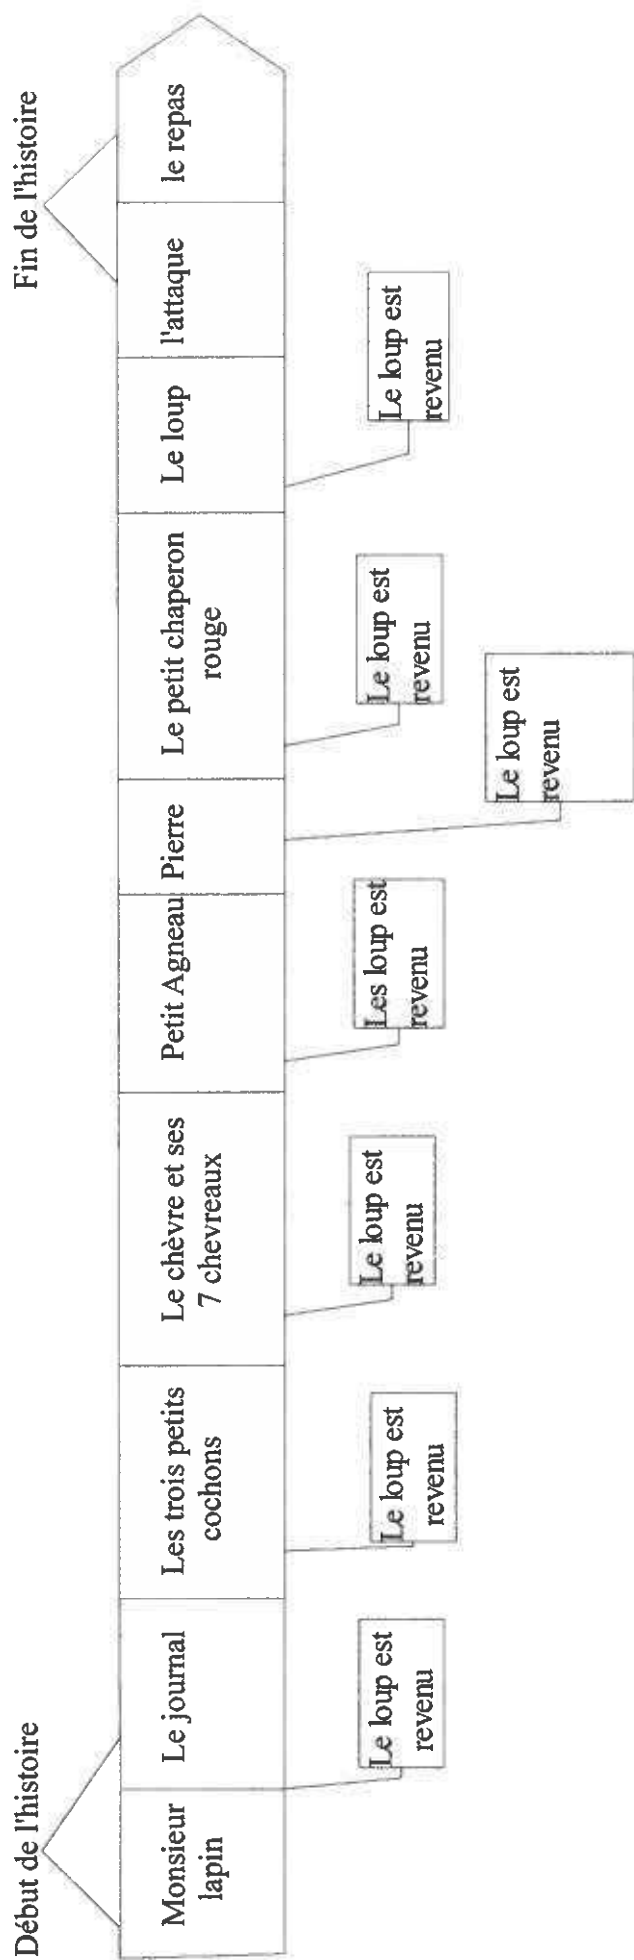 Début de l'histoire
Fin de l'histoire
Monsieur
lapin
Le journal
Les trois petits
cochons
Le chèvre et ses
7 chevreaux
Petit Agneau
Pierre
Le petit chaperon
rouge
Le loup
l'attaque
le repas
Le loup est
revenu
Le loup est
revenu
Le loup est
revenu
Les loup est
revenu
Le loup est
revenu
Le loup est
revenu
Le loup est
revenu